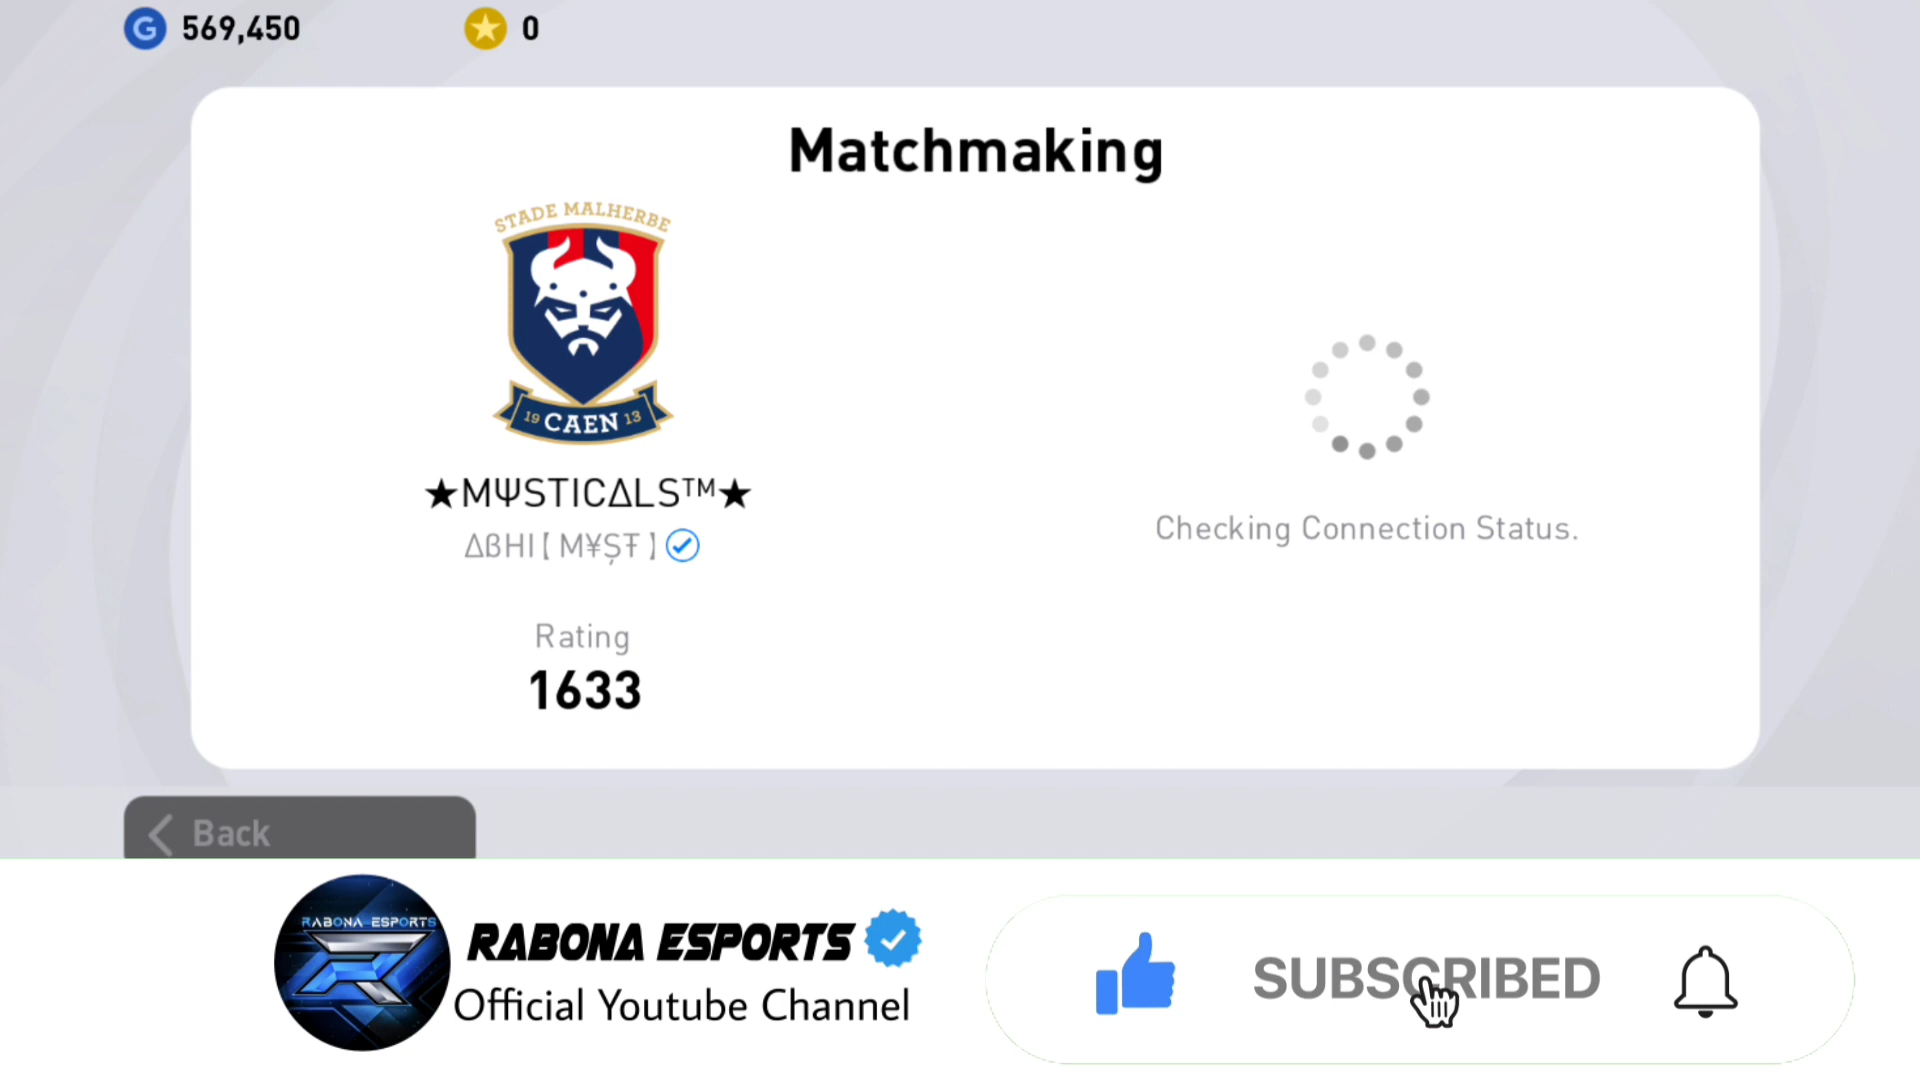 G 569,450
0
Matchmaking
STADE MALHERBE
19 CAEN 13
★MΨSTICΔLS™★
ΔβHI【M¥ŞŦ】
Checking Connection Status.
Rating
1633
Back
RABONA ESPORTS
RABONA ESPORTS
Official Youtube Channel
SUBSCRIBED